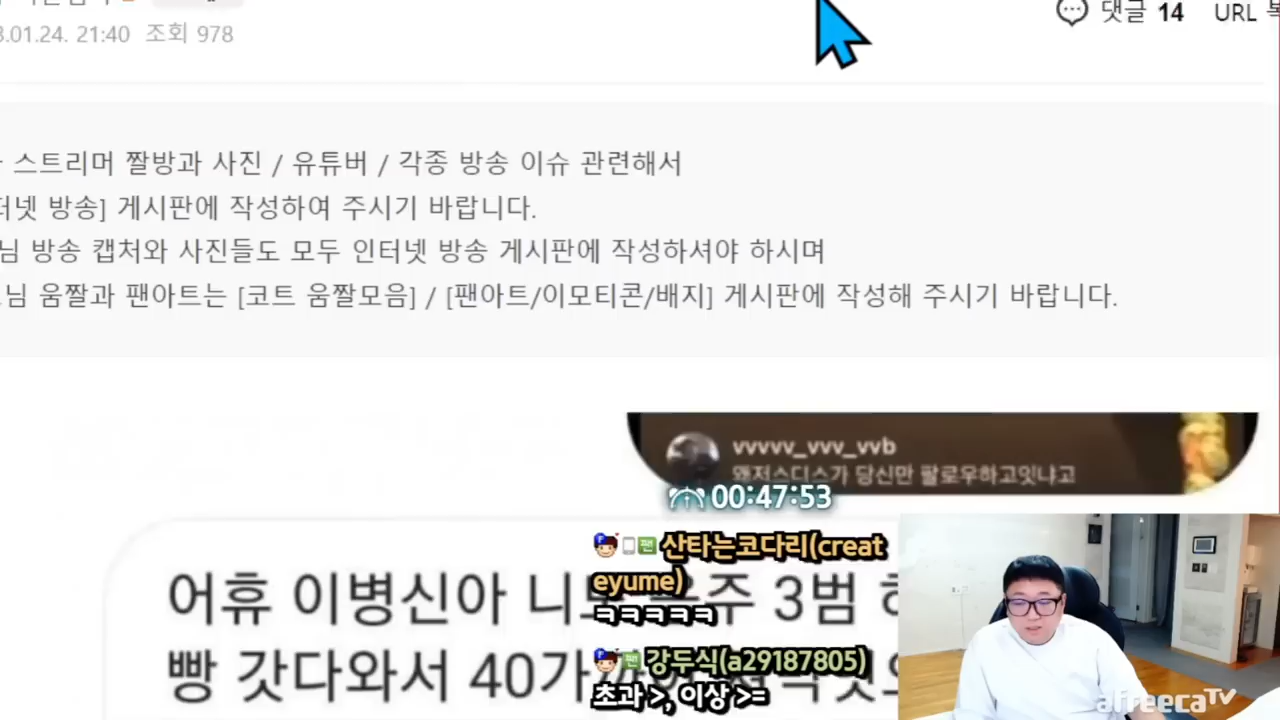 댓글 14 URL
.01.24. 21:40 조회 978
스트리머 짤방과 사진 / 유튜버 / 각종 방송 이슈 관련해서
터넷 방송] 게시판에 작성하여 주시기 바랍니다.
님 방송 캡처와 사진들도 모두 인터넷 방송 게시판에 작성하셔야 하시며
님 움짤과 팬아트는 [코트 움짤모음] / [팬아트/이모티콘/배지] 게시판에 작성해 주시기 바랍니다.
vvvvv_vvv_vvb
왜저스디스가 당신만 팔로우하고잇냐고
00:47:53
어휴 이병신아 3범
빵 갓다와서 40
팬 산타는코다리(creat
eyume)
ㅋㅋㅋㅋㅋ
팬 강두식(a29187805)
초과 >, 이상 >=
afreecaTV